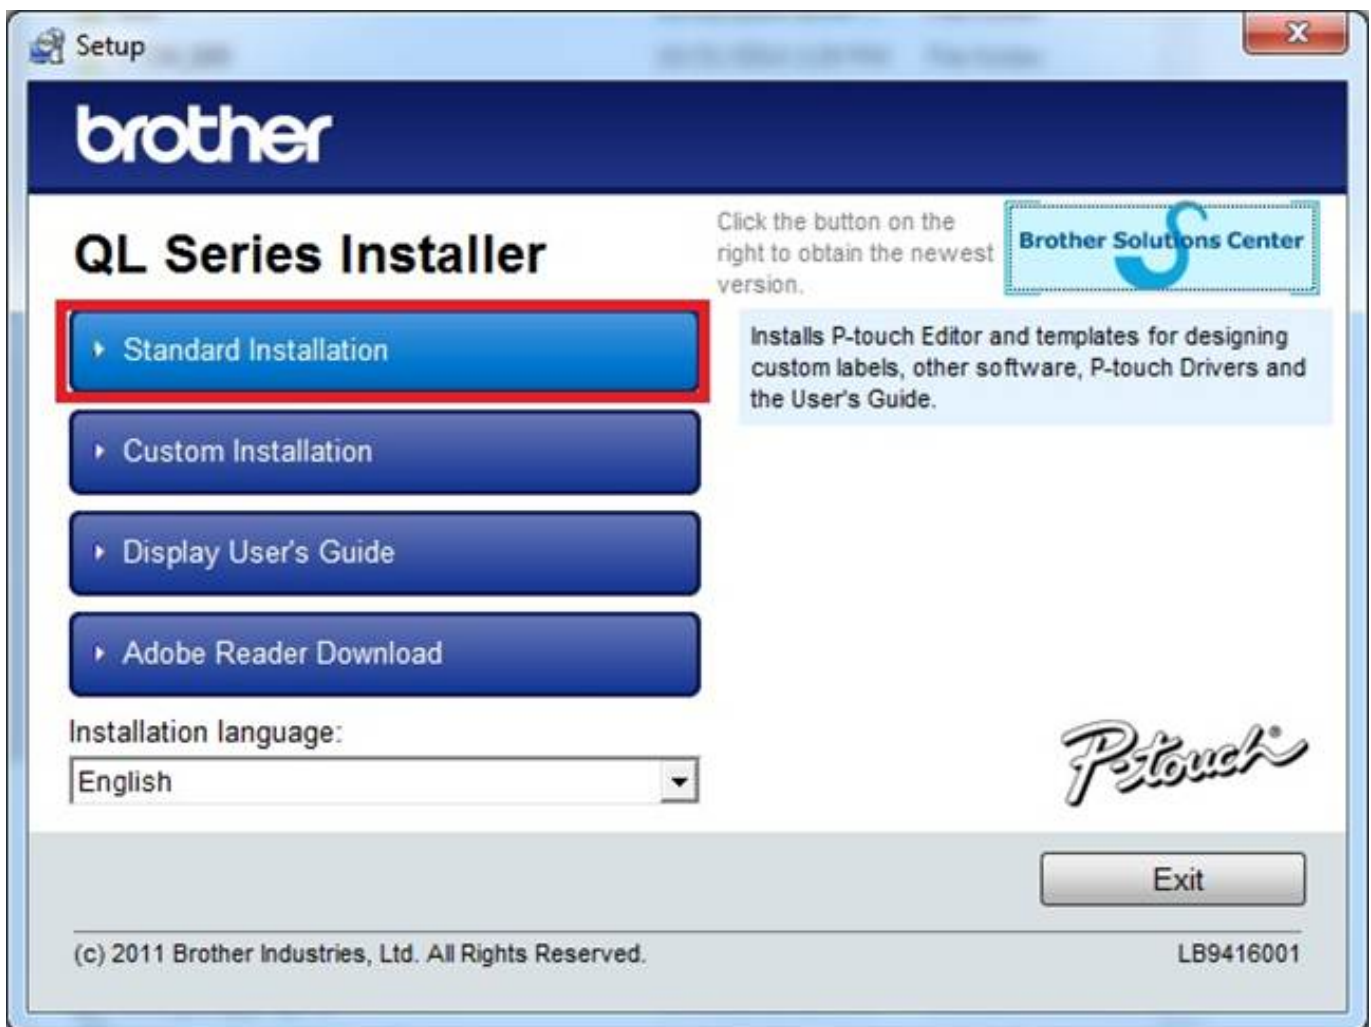 Setup
brother
QL Series Installer
Click the button on the
right to obtain the newest
version.
Brother Solutions Center
Standard Installation
Installs P-touch Editor and templates for designing
custom labels, other software, P-touch Drivers and
the User's Guide.
Custom Installation
Display User's Guide
Adobe Reader Download
Installation language:
English
P-touch®
Exit
(c) 2011 Brother Industries, Ltd. All Rights Reserved.
LB9416001